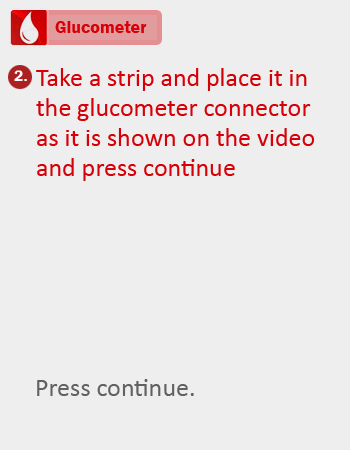 Glucometer
2. Take a strip and place it in
the glucometer connector
as it is shown on the video
and press continue
Press continue.